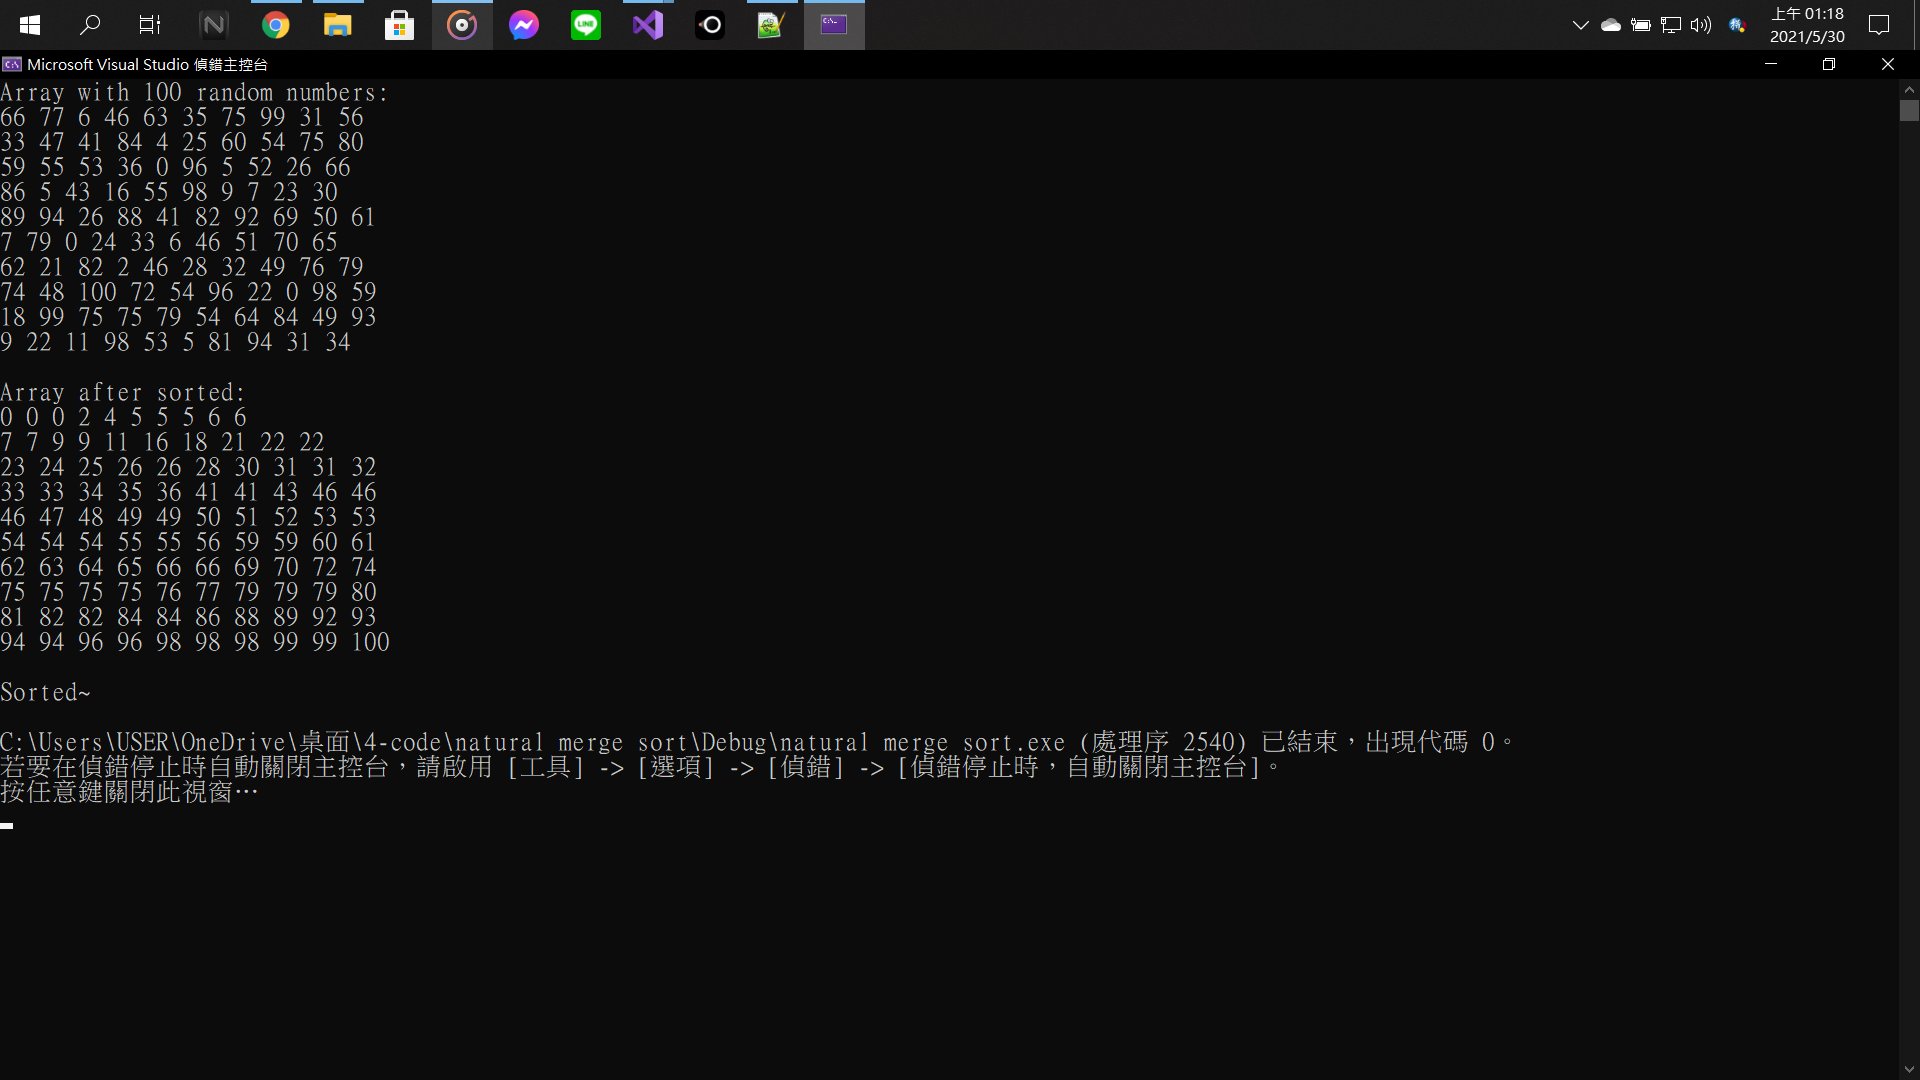 上午 01:18
2021/5/30
Microsoft Visual Studio 偵錯主控台
Array with 100 random numbers:
66 77 6 46 63 35 75 99 31 56
33 47 41 84 4 25 60 54 75 80
59 55 53 36 0 96 5 52 26 66
86 5 43 16 55 98 9 7 23 30
89 94 26 88 41 82 92 69 50 61
7 79 0 24 33 6 46 51 70 65
62 21 82 2 46 28 32 49 76 79
74 48 100 72 54 96 22 0 98 59
18 99 75 75 79 54 64 84 49 93
9 22 11 98 53 5 81 94 31 34
Array after sorted:
0 0 0 2 4 5 5 5 6 6
7 7 9 9 11 16 18 21 22 22
23 24 25 26 26 28 30 31 31 32
33 33 34 35 36 41 41 43 46 46
46 47 48 49 49 50 51 52 53 53
54 54 54 55 55 56 59 59 60 61
62 63 64 65 66 66 69 70 72 74
75 75 75 75 76 77 79 79 79 80
81 82 82 84 84 86 88 89 92 93
94 94 96 96 98 98 98 99 99 100
Sorted~
C:\Users\USER\OneDrive\桌面\4-code\natural merge sort\Debug\natural merge sort.exe (處理序 2540) 已結束，出現代碼 0。
若要在偵錯停止時自動關閉主控台，請啟用 [工具] -> [選項] -> [偵錯] -> [偵錯停止時，自動關閉主控台]。
按任意鍵關閉此視窗…